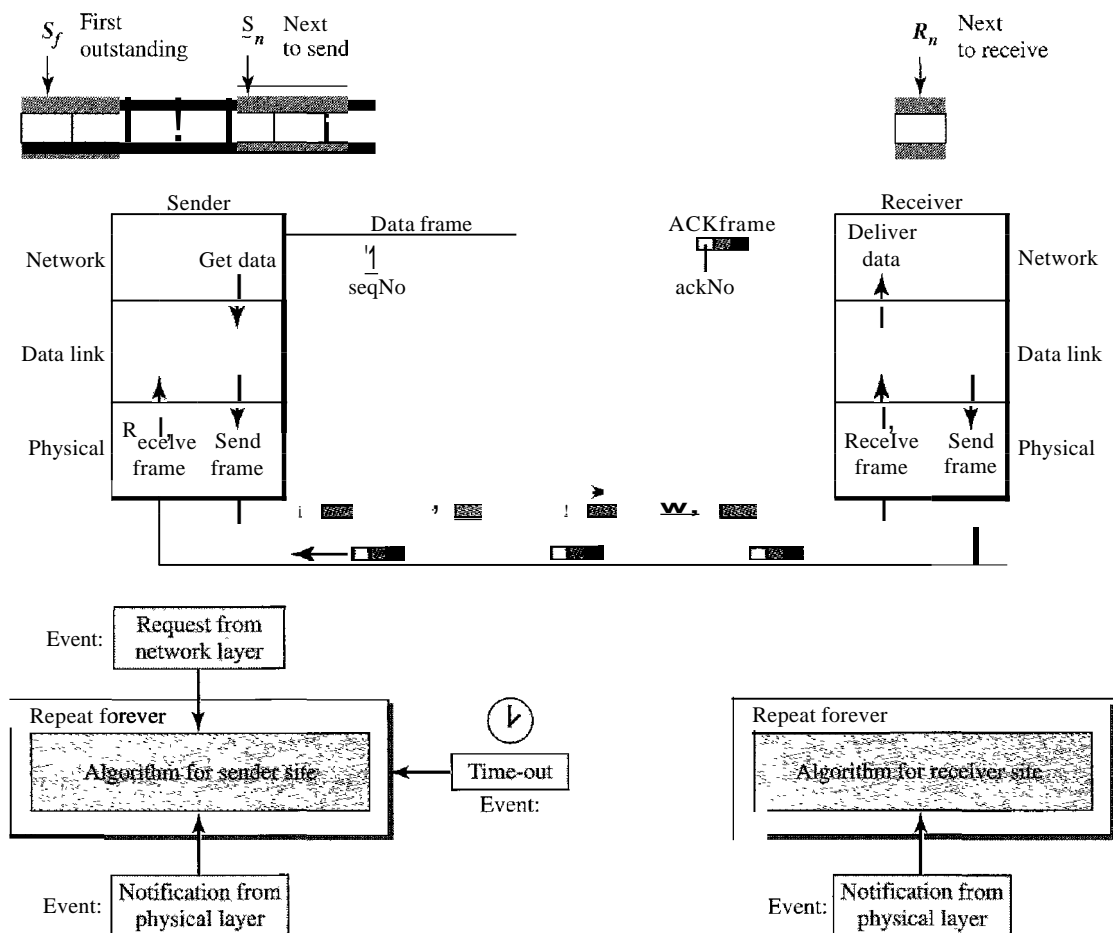 S_f First
outstanding
S_n Next
to send
R_n Next
to receive
Sender
Receiver
Data frame
ACKframe
Network
Get data
seqNo
ackNo
Deliver
data
Network
Data link
Data link
Physical
Receive
frame
Send
frame
ReceIve
frame
Send
frame
Physical
Event:
Request from
network layer
Repeat forever
Algorithm for sender site
Time-out
Event:
Repeat forever
Algorithm for receiver site
Event:
Notification from
physical layer
Event:
Notification from
physical layer